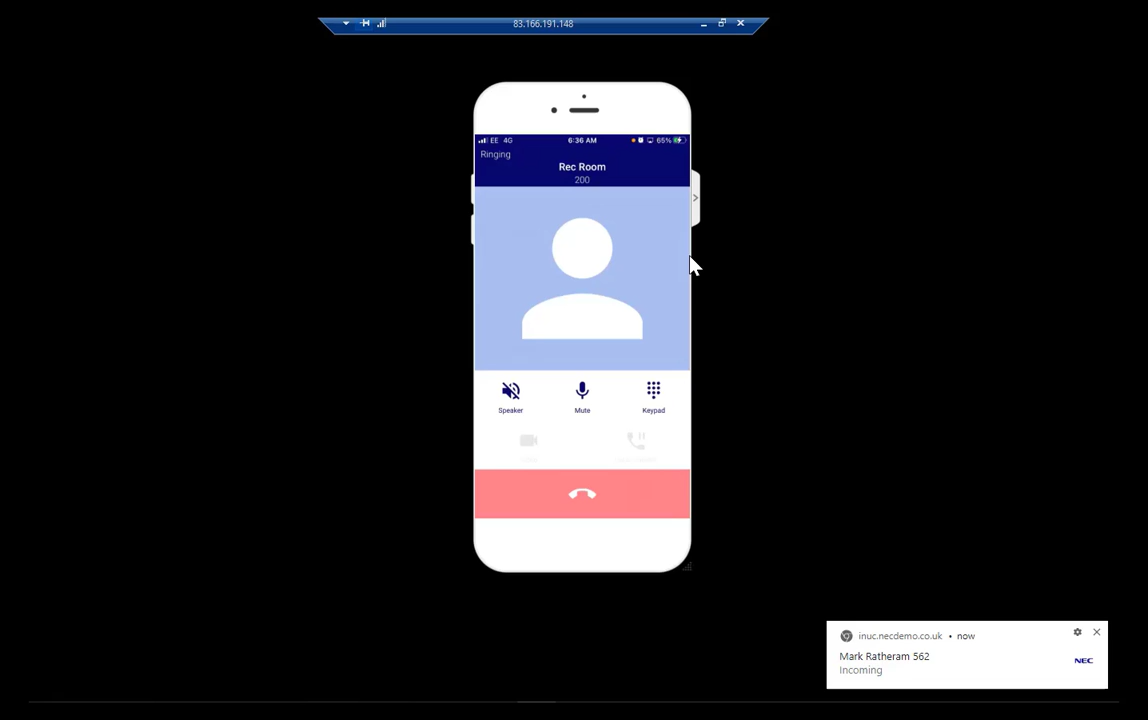 83.166.191.148
EE 4G 6:36 AM 65%
Ringing
Rec Room
200
Speaker Mute Keypad
inuc.necdemo.co.uk • now
Mark Ratheram 562
Incoming
NEC